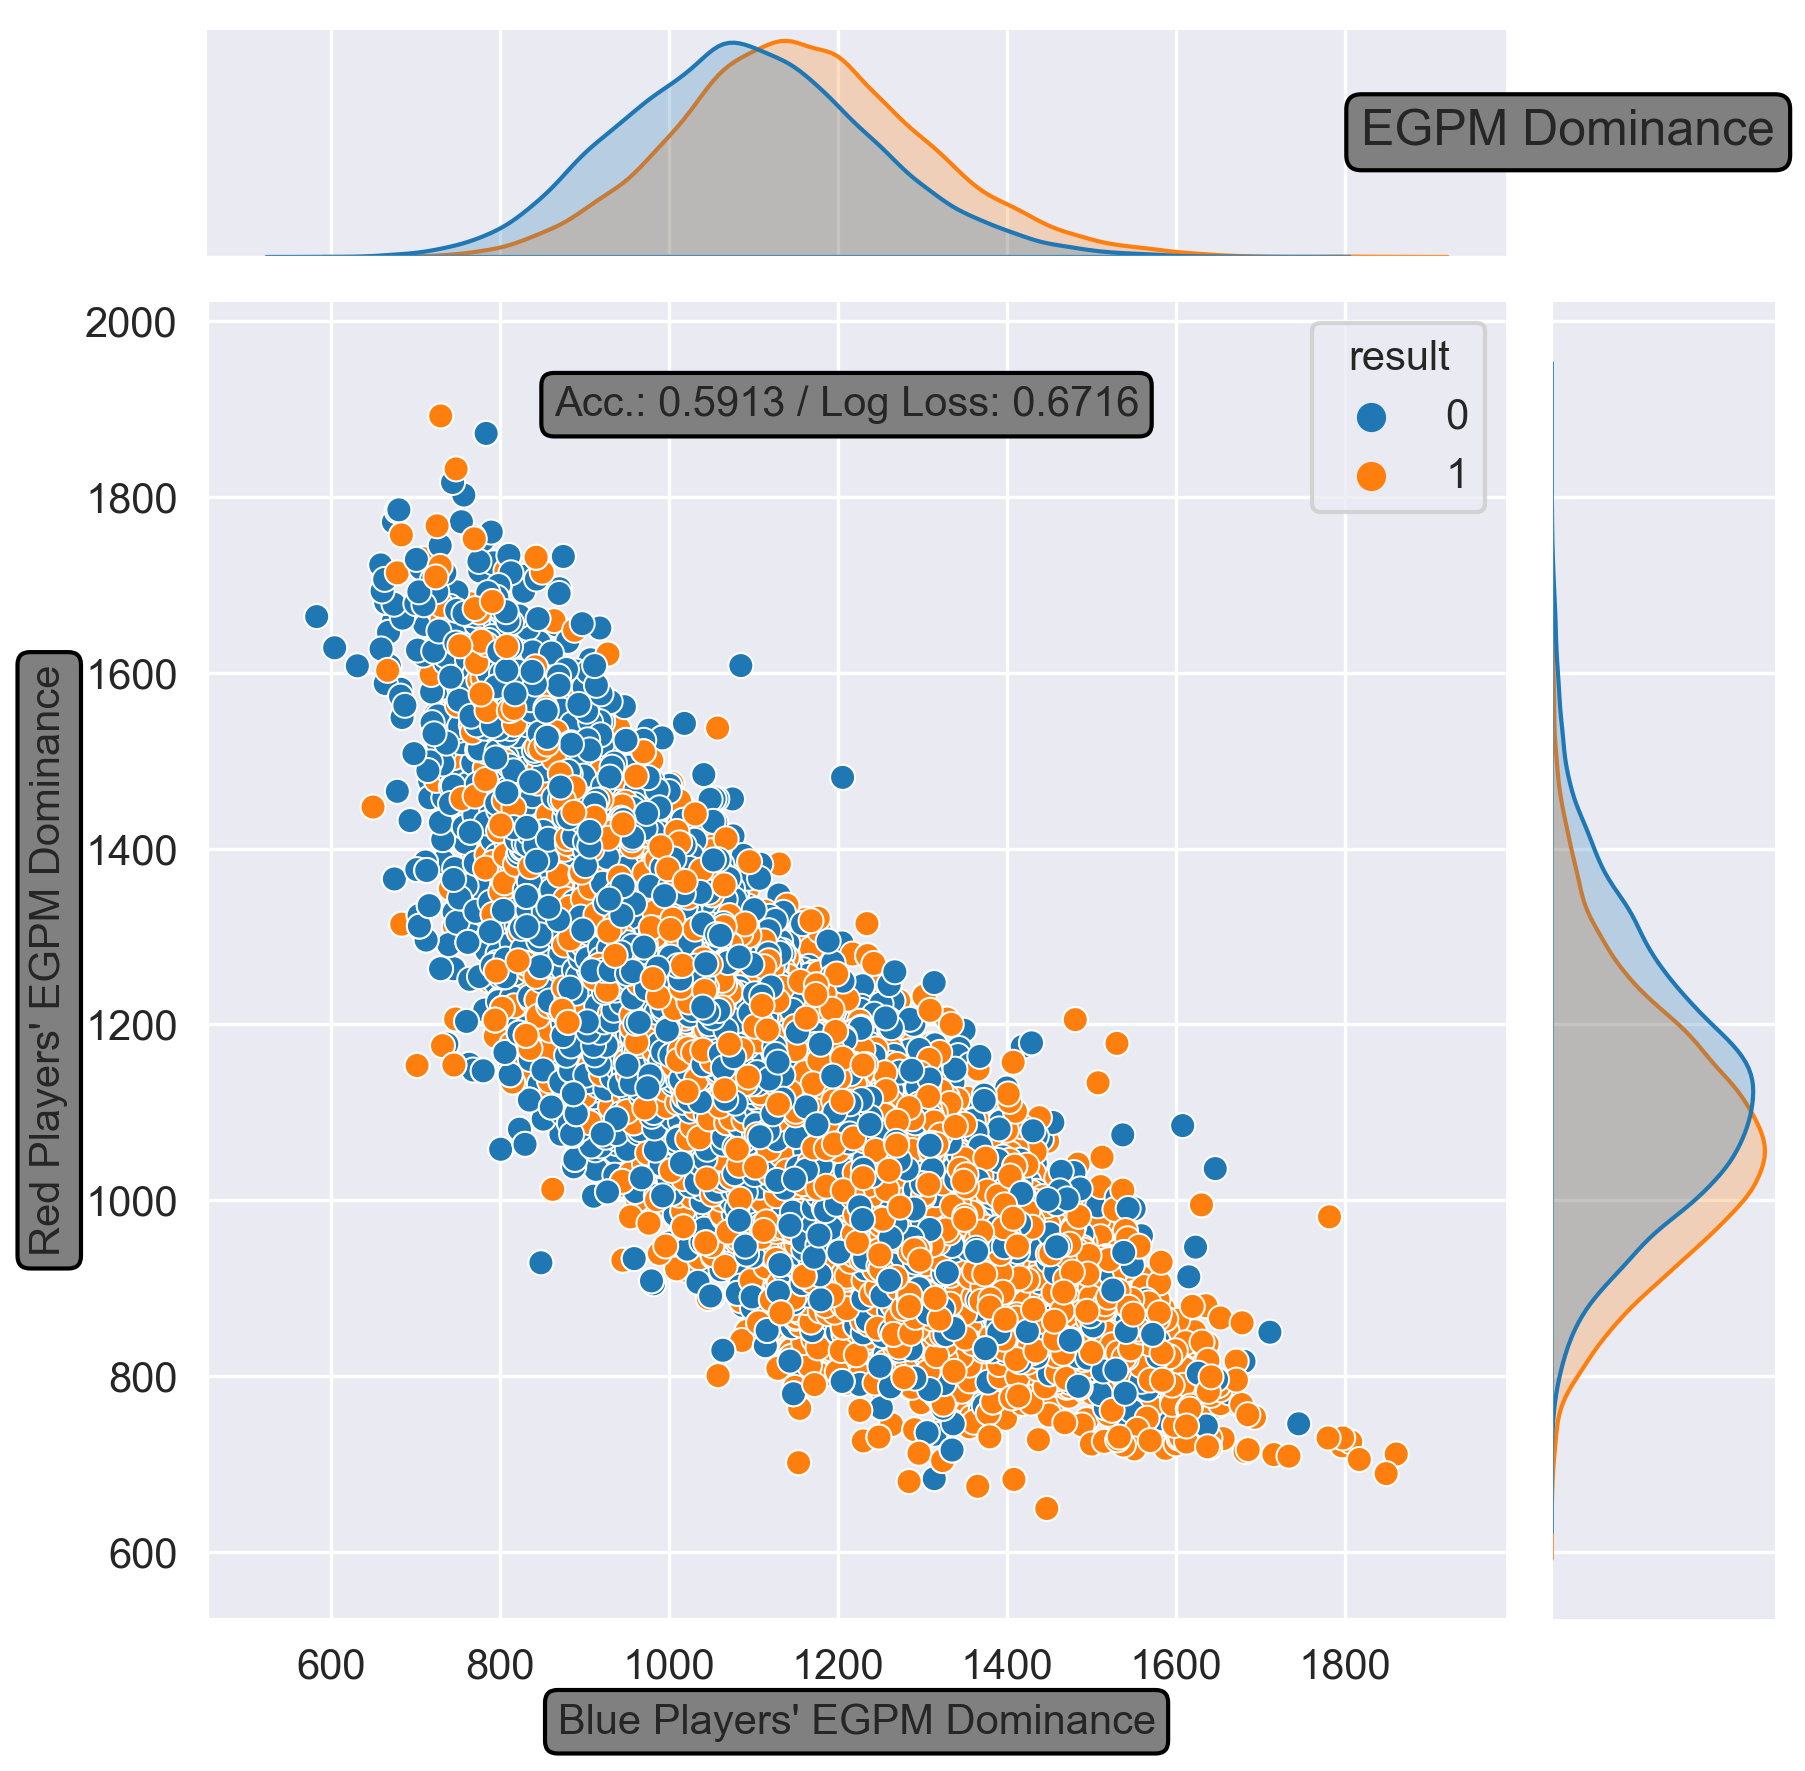 EGPM Dominance
2000
1800
1600
1400
1200
1000
800
600
Red Players' EGPM Dominance
Acc.: 0.5913 / Log Loss: 0.6716
result
0
1
600 800 1000 1200 1400 1600 1800
Blue Players' EGPM Dominance